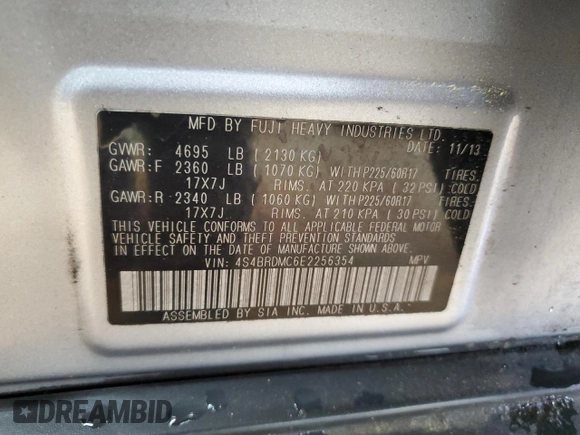 MFD BY FUJI HEAVY INDUSTRIES LTD.
DATE: 11/13
GVWR: 4695 LB ( 2130 KG)
GAWR:F 2360 LB ( 1070 KG) WITH P225/60R17 TIRES.
17X7J RIMS. AT 220 KPA ( 32 PSI) COLD
GAWR:R 2340 LB ( 1060 KG) WITH P225/60R17 TIRES.
17X7J RIMS. AT 210 KPA ( 30 PSI) COLD
THIS VEHICLE CONFORMS TO ALL APPLICABLE FEDERAL MOTOR
VEHICLE SAFETY AND THEFT PREVENTION STANDARDS
IN EFFECT ON THE DATE OF MANUFACTURE SHOWN ABOVE.
VIN: 4S4BRDMC6E2256354 MPV
ASSEMBLED BY SIA INC. MADE IN U.S.A.
DREAMBID